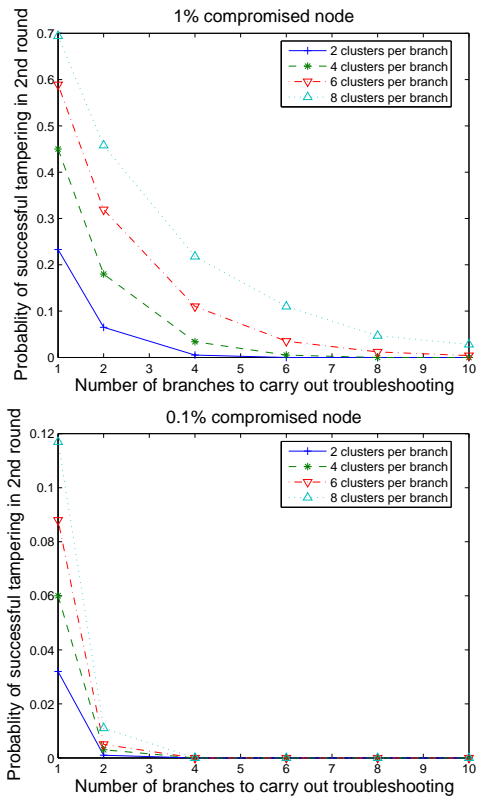 1% compromised node
Probablity of successful tampering in 2nd round
0.7
0.6
0.5
0.4
0.3
0.2
0.1
0
2 clusters per branch
4 clusters per branch
6 clusters per branch
8 clusters per branch
1 2 3 4 5 6 7 8 9 10
Number of branches to carry out troubleshooting
0.1% compromised node
Probablity of successful tampering in 2nd round
0.12
0.1
0.08
0.06
0.04
0.02
0
2 clusters per branch
4 clusters per branch
6 clusters per branch
8 clusters per branch
1 2 3 4 5 6 7 8 9 10
Number of branches to carry out troubleshooting